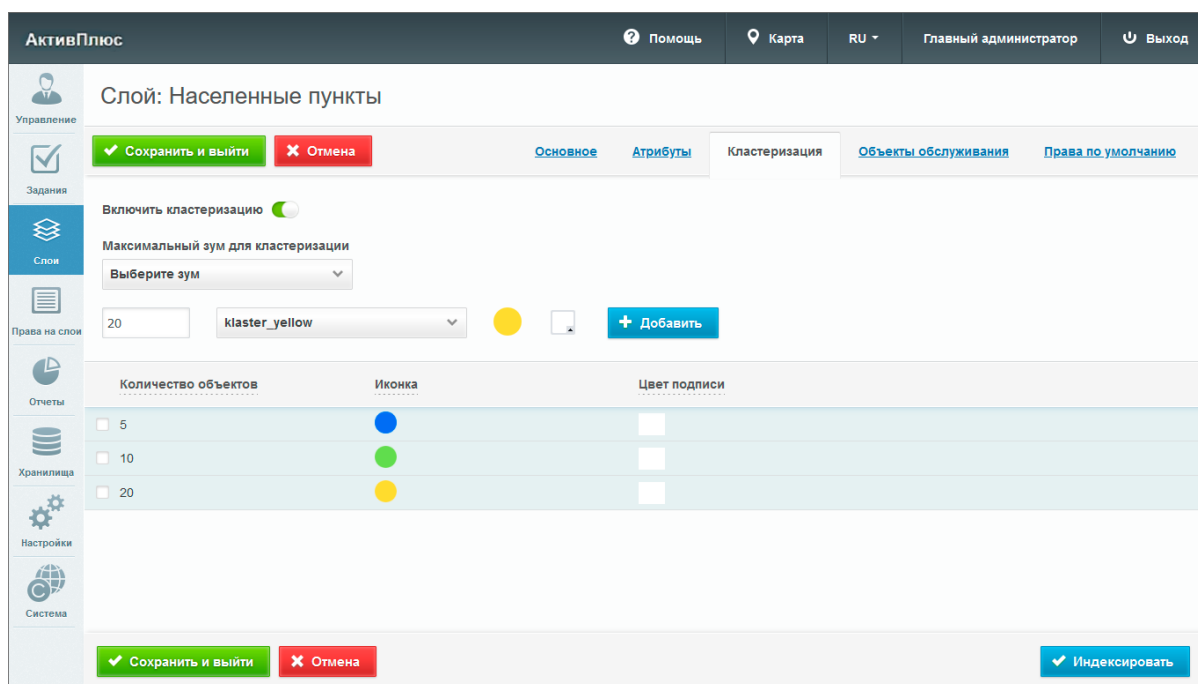 АктивПлюс
Помощь
Карта
RU
Главный администратор
Выход
Управление
Задания
Слои
Права на слои
Отчеты
Хранилища
Настройки
Система
Слой: Населенные пункты
Сохранить и выйти
Отмена
Основное
Атрибуты
Кластеризация
Объекты обслуживания
Права по умолчанию
Включить кластеризацию
Максимальный зум для кластеризации
Выберите зум
20
klaster_yellow
Добавить
Количество объектов
Иконка
Цвет подписи
5
10
20
Сохранить и выйти
Отмена
Индексировать